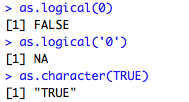 > as.logical(0)
[1] FALSE
> as.logical('0')
[1] NA
> as.character(TRUE)
[1] "TRUE"